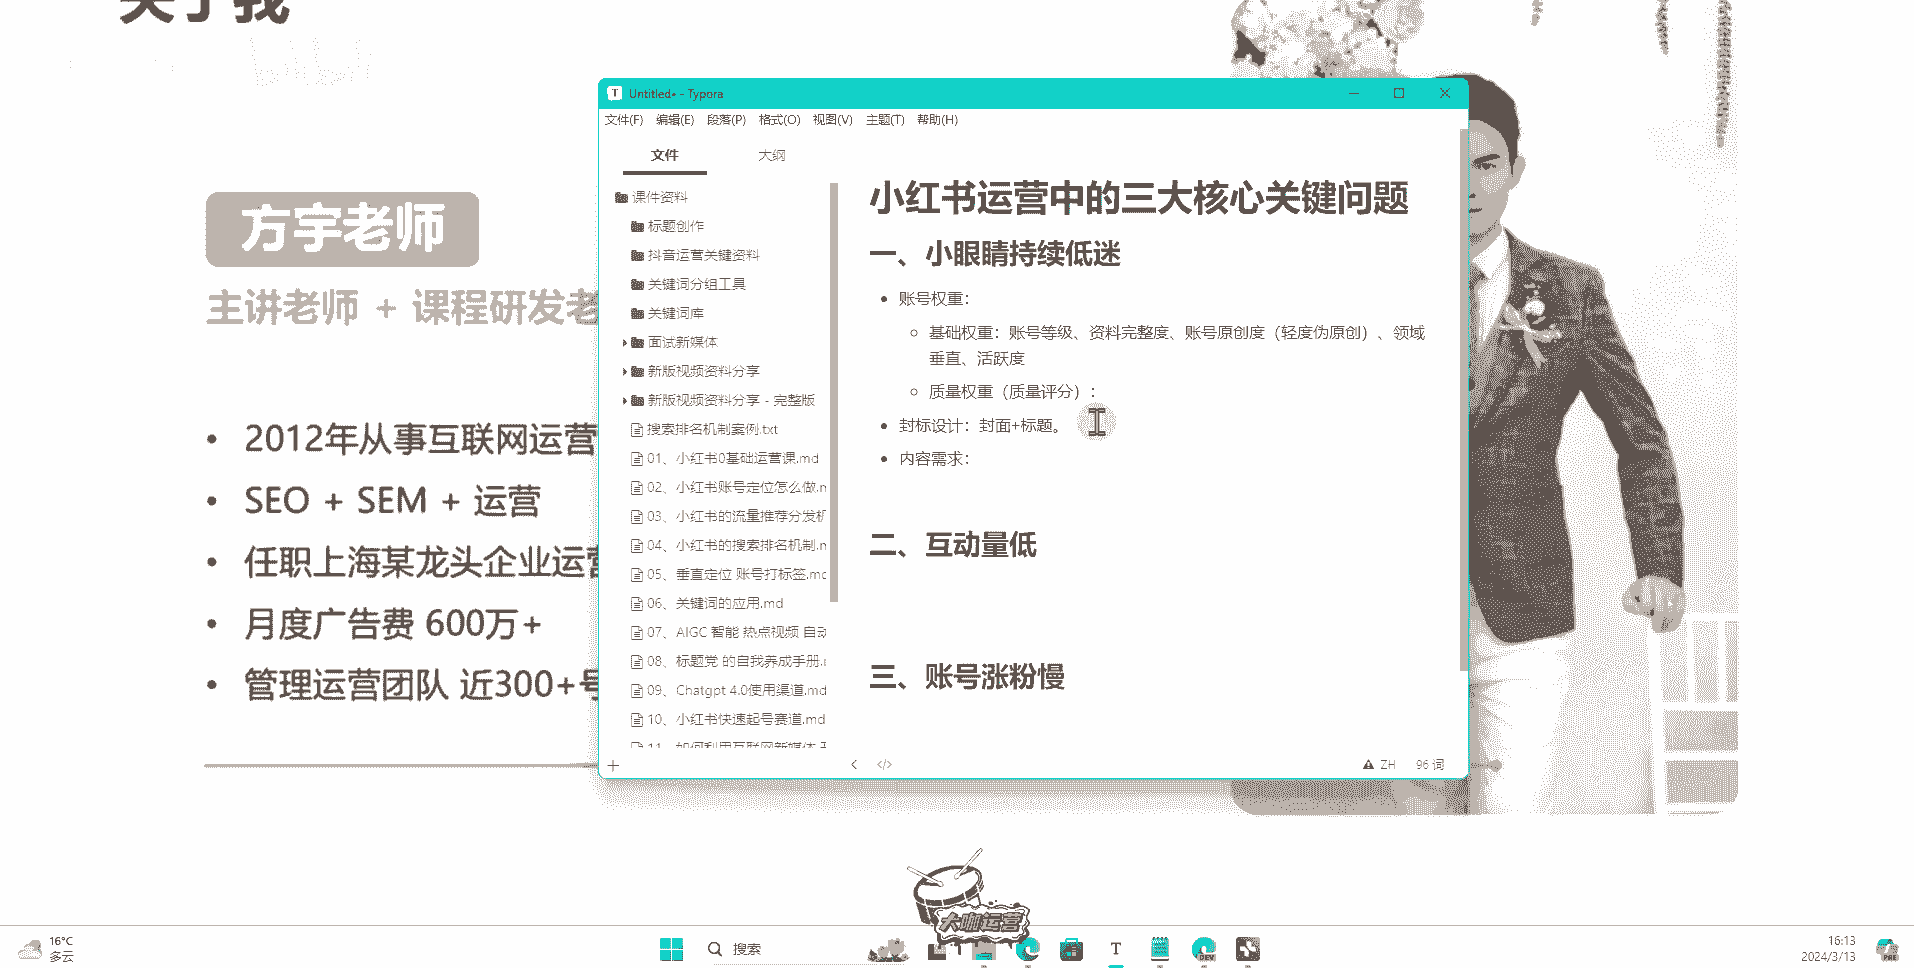 关于我
方宇老师
主讲老师 + 课程研发老
2012年从事互联网运营
SEO + SEM + 运营
任职上海某龙头企业运营
月度广告费 600万+
管理运营团队 近300+号
Untitled• - Typora
文件(F) 编辑(E) 段落(P) 格式(O) 视图(V) 主题(T) 帮助(H)
文件 大纲
课件资料
标题创作
抖音运营关键资料
关键词分组工具
关键词库
面试新媒体
新版视频资料分享
新版视频资料分享 - 完整版
搜索排名机制案例.txt
01、小红书0基础运营课.md
02、小红书账号定位怎么做.m
03、小红书的流量推荐分发机
04、小红书的搜索排名机制.m
05、垂直定位 账号打标签.md
06、关键词的应用.md
07、AIGC 智能 热点视频 自动
08、标题党 的自我养成手册.
09、Chatgpt 4.0使用渠道.md
10、小红书快速起号赛道.md
11、如何利用互联网新媒体
小红书运营中的三大核心关键问题
一、小眼睛持续低迷
账号权重：
基础权重：账号等级、资料完整度、账号原创度（轻度伪原创）、领域
垂直、活跃度
质量权重（质量评分）：
封标设计：封面+标题。
内容需求：
二、互动量低
三、账号涨粉慢
ZH 96 词
大咖运营
16°C
多云
搜索
T
DEV
PRE
16:13
2024/3/13